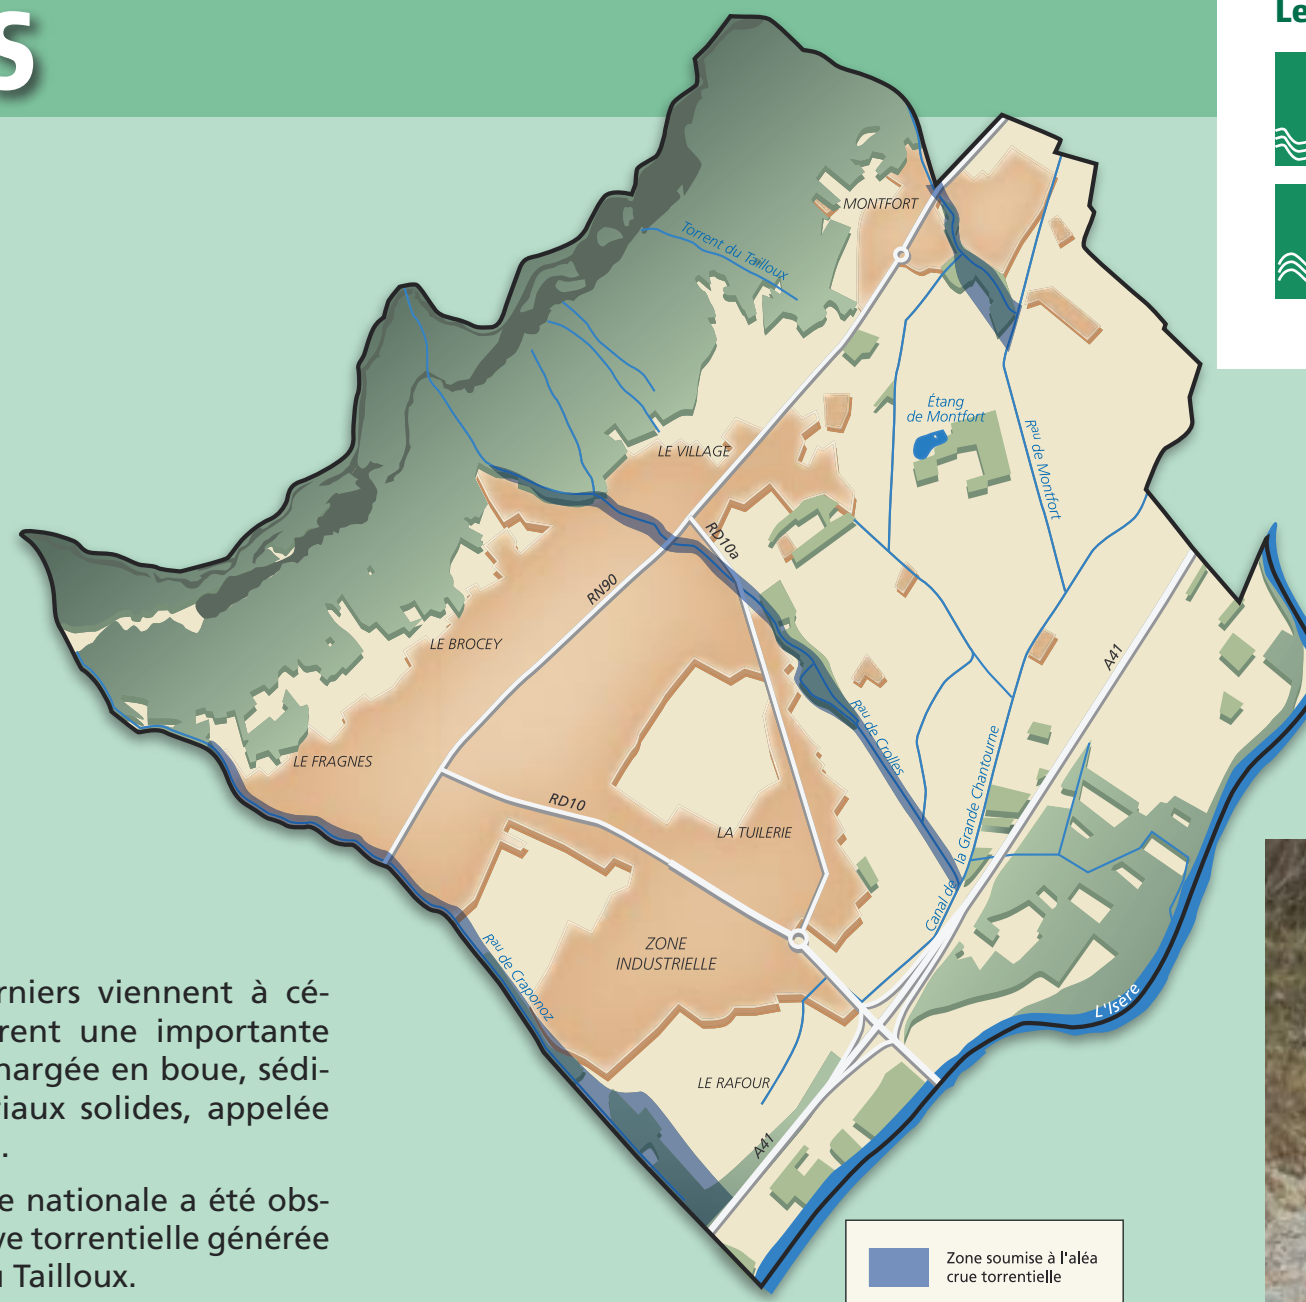 S
Le
MONTFORT
Torrent du Tailloux
Étang
de Montfort
Rau de Montfort
LE VILLAGE
RD10a
RN90
LE BROCEY
A41
LE FRAGNES
Rau de Crolles
RD10
LA TUILERIE
Canal de la Grande Chantourne
ZONE
INDUSTRIELLE
Rau de Craponoz
L'Isère
LE RAFOUR
A41
rniers viennent à cé-
rent une importante
hargée en boue, sédi-
riaux solides, appelée
.
e nationale a été obs-
ve torrentielle générée
u Tailloux.
Zone soumise à l'aléa
crue torrentielle